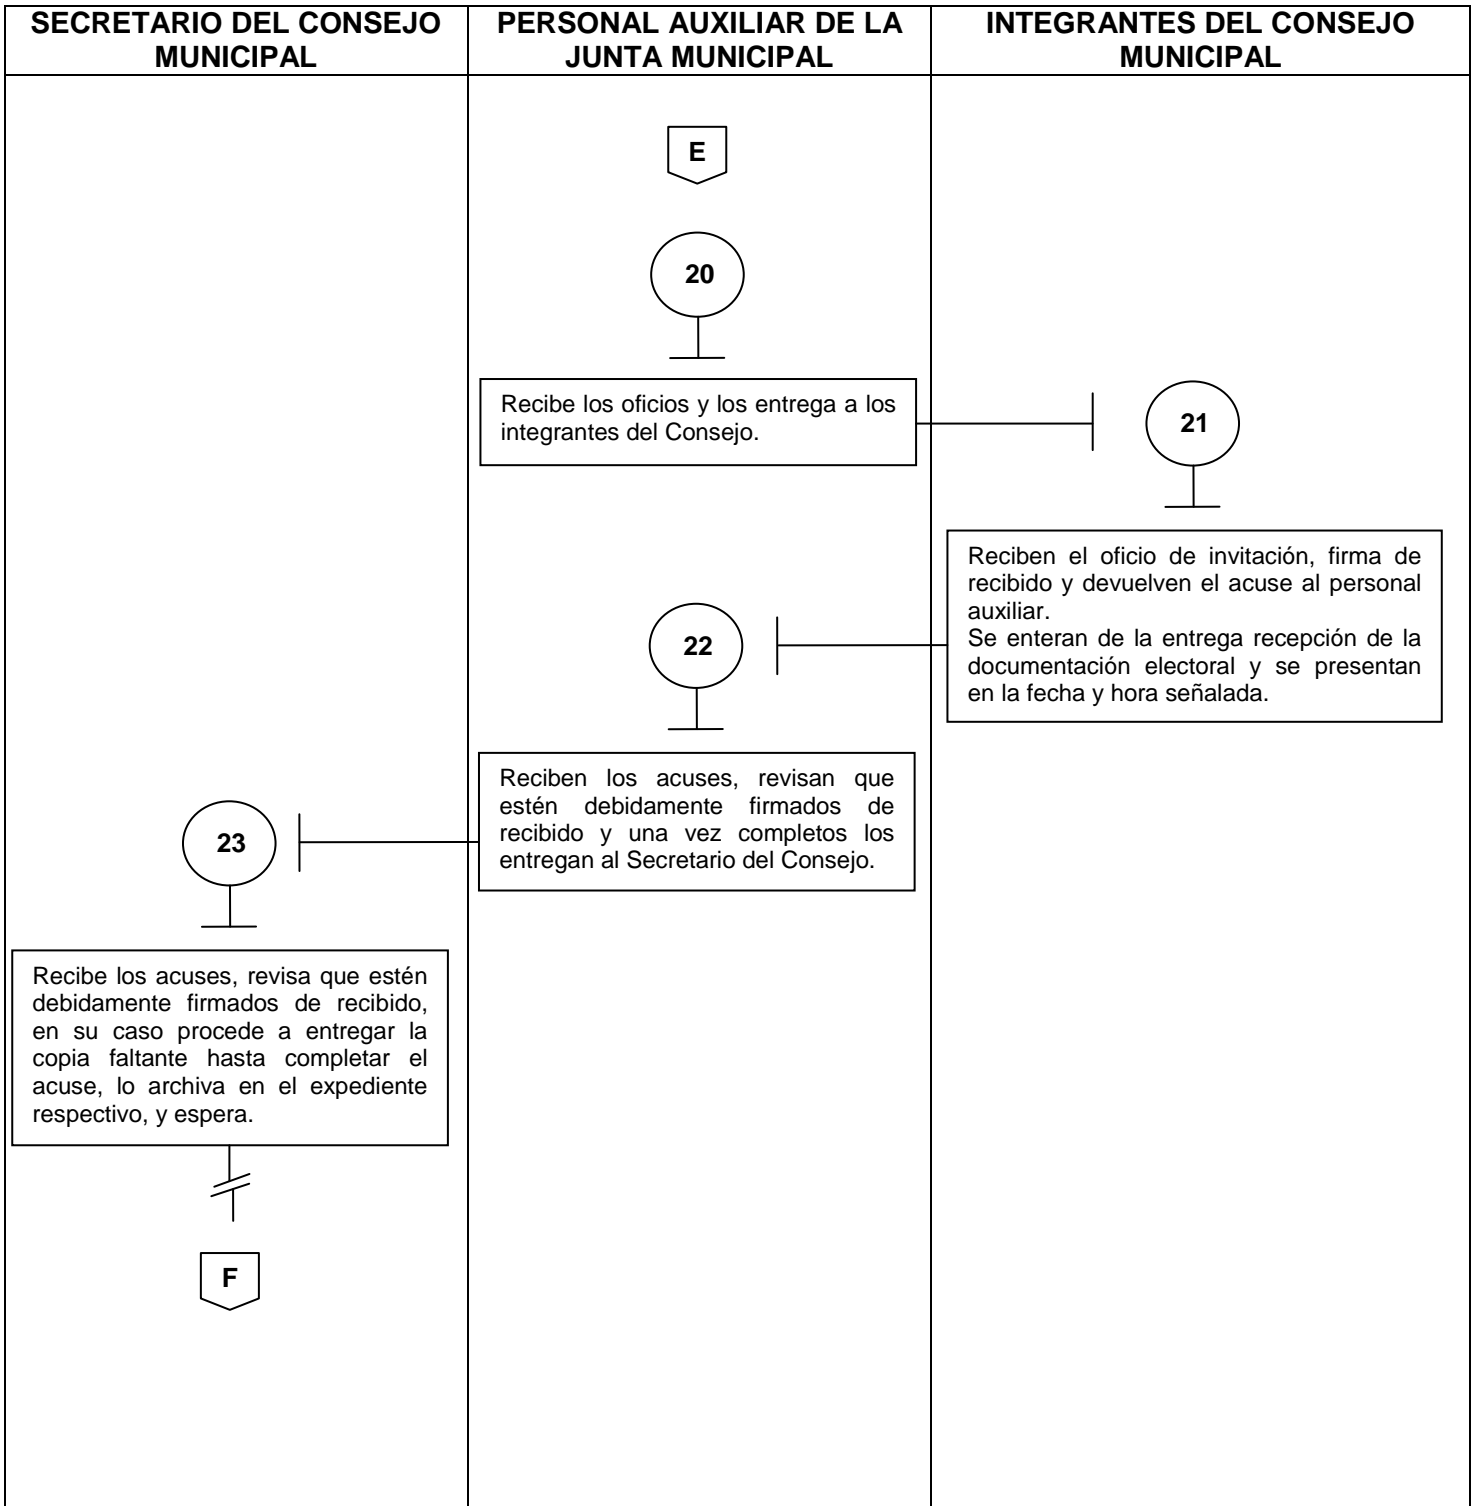 SECRETARIO DEL CONSEJO
MUNICIPAL
PERSONAL AUXILIAR DE LA
JUNTA MUNICIPAL
INTEGRANTES DEL CONSEJO
MUNICIPAL
E
20
Recibe los oficios y los entrega a los
integrantes del Consejo.
21
Reciben el oficio de invitación, firma de
recibido y devuelven el acuse al personal
auxiliar.
Se enteran de la entrega recepción de la
documentación electoral y se presentan
en la fecha y hora señalada.
22
Reciben los acuses, revisan que
estén debidamente firmados de
recibido y una vez completos los
entregan al Secretario del Consejo.
23
Recibe los acuses, revisa que estén
debidamente firmados de recibido,
en su caso procede a entregar la
copia faltante hasta completar el
acuse, lo archiva en el expediente
respectivo, y espera.
F